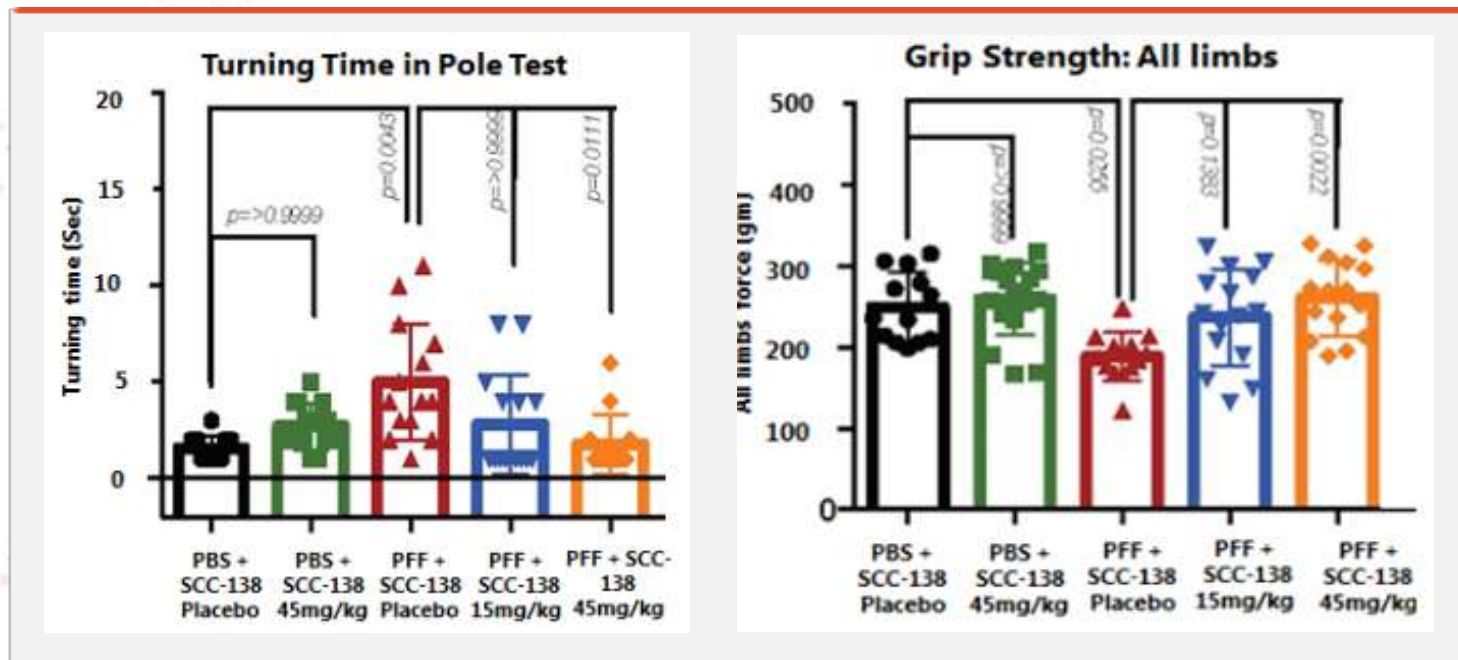 Turning Time in Pole Test
Turning time (Sec)
20
15
10
5
0
p=>0.9999
p=0.0043
p=>0.9999
p=0.0111
PBS +
SCC-138
Placebo
PBS +
SCC-138
45mg/kg
PFF +
SCC-138
Placebo
PFF +
SCC-138
15mg/kg
PFF + SCC-
138
45mg/kg
Grip Strength: All limbs
All limbs force (gm)
500
400
300
200
100
0
p=>0.9999
p=0.1383
p=0.0022
PBS +
SCC-138
Placebo
PBS +
SCC-138
45mg/kg
PFF +
SCC-138
Placebo
PFF +
SCC-138
15mg/kg
PFF +
SCC-138
45mg/kg